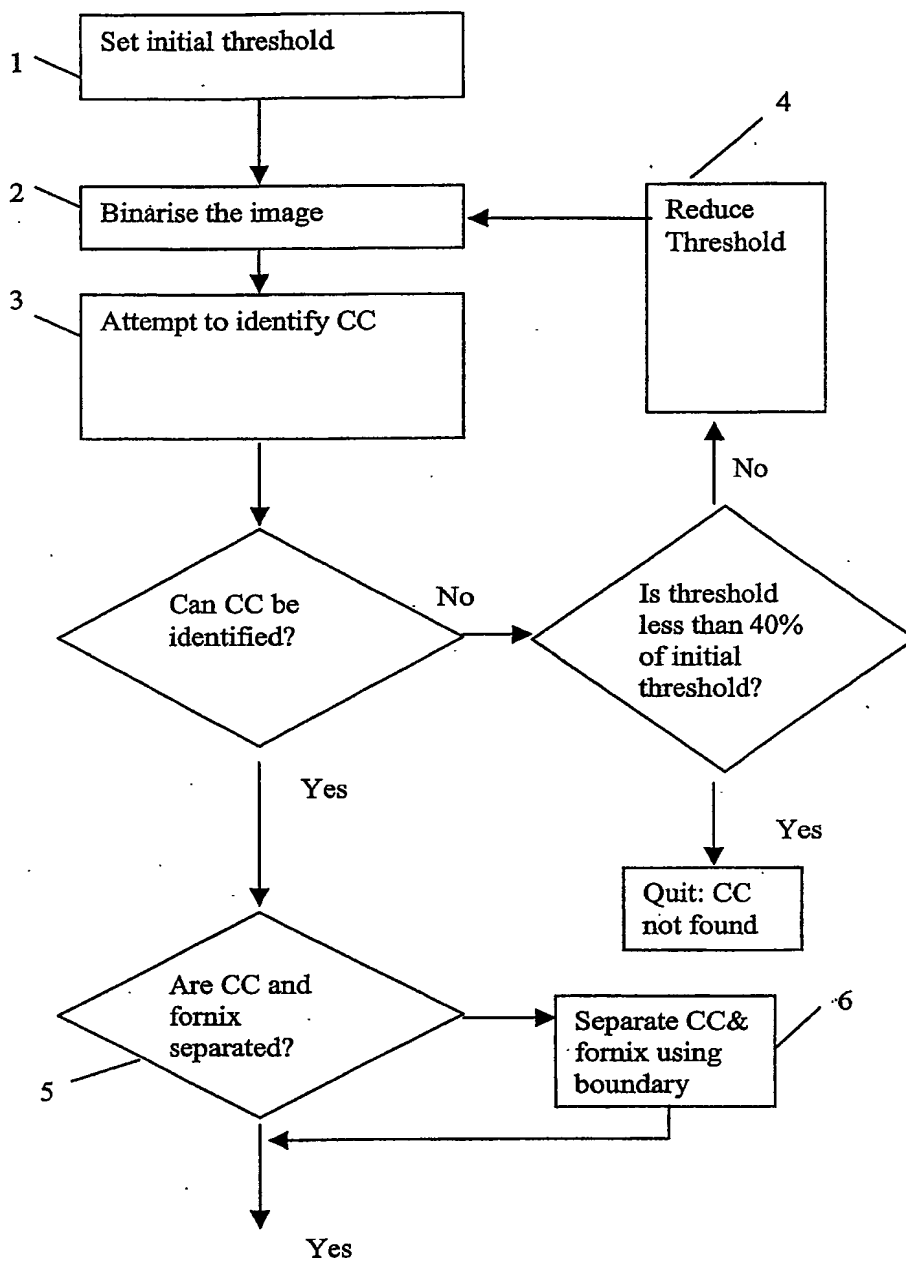 Set initial threshold
1
2
Binarise the image
3
Attempt to identify CC
4
Reduce
Threshold
No
Can CC be
identified?
No
Is threshold
less than 40%
of initial
threshold?
Yes
Yes
Quit: CC
not found
Are CC and
fornix
separated?
5
Separate CC&
fornix using
boundary
6
Yes